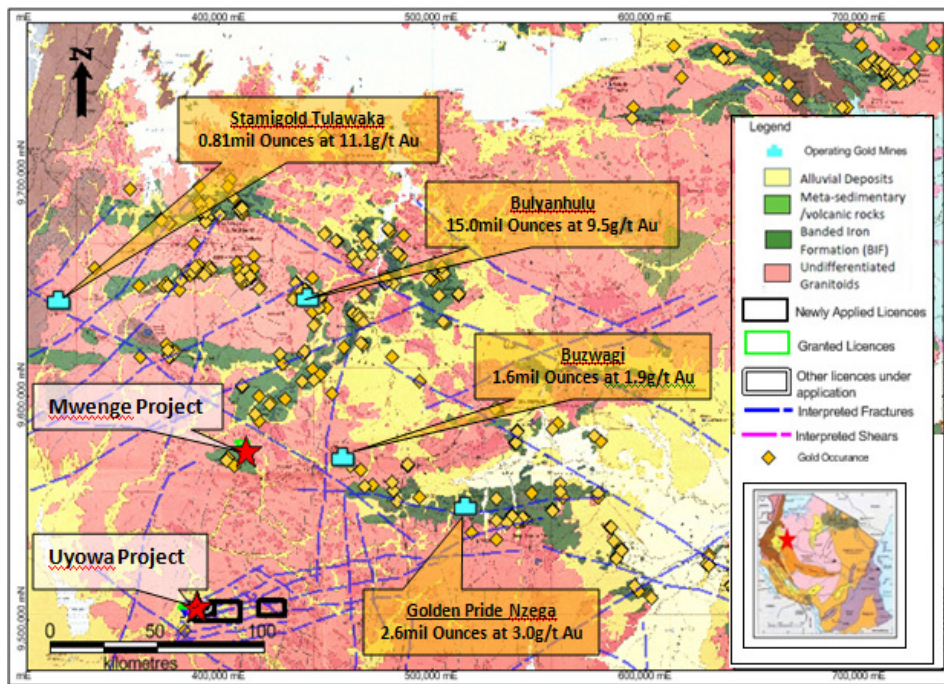 mE
400,000 mE
500,000 mE
600,000 mE
700,000 mE
N
Stamigold Tulawaka
0.81mil Ounces at 11.1g/t Au
9,700,000 mN
Bulyanhulu
15.0mil Ounces at 9.5g/t Au
Buzwagi
1.6mil Ounces at 1.9g/t Au
9,600,000 mN
Mwenge Project
Uyowa Project
Golden Pride Nzega
2.6mil Ounces at 3.0g/t Au
9,500,000 mN
0 50 100
kilometres
mE
400,000 mE
500,000 mE
600,000 mE
700,000 mE
Legend
Operating Gold Mines
Alluvial Deposits
Meta-sedimentary
/volcanic rocks
Banded Iron
Formation (BIF)
Undifferentiated
Granitoids
Newly Applied Licences
Granted Licences
Other licences under
application
Interpreted Fractures
Interpreted Shears
Gold Occurance